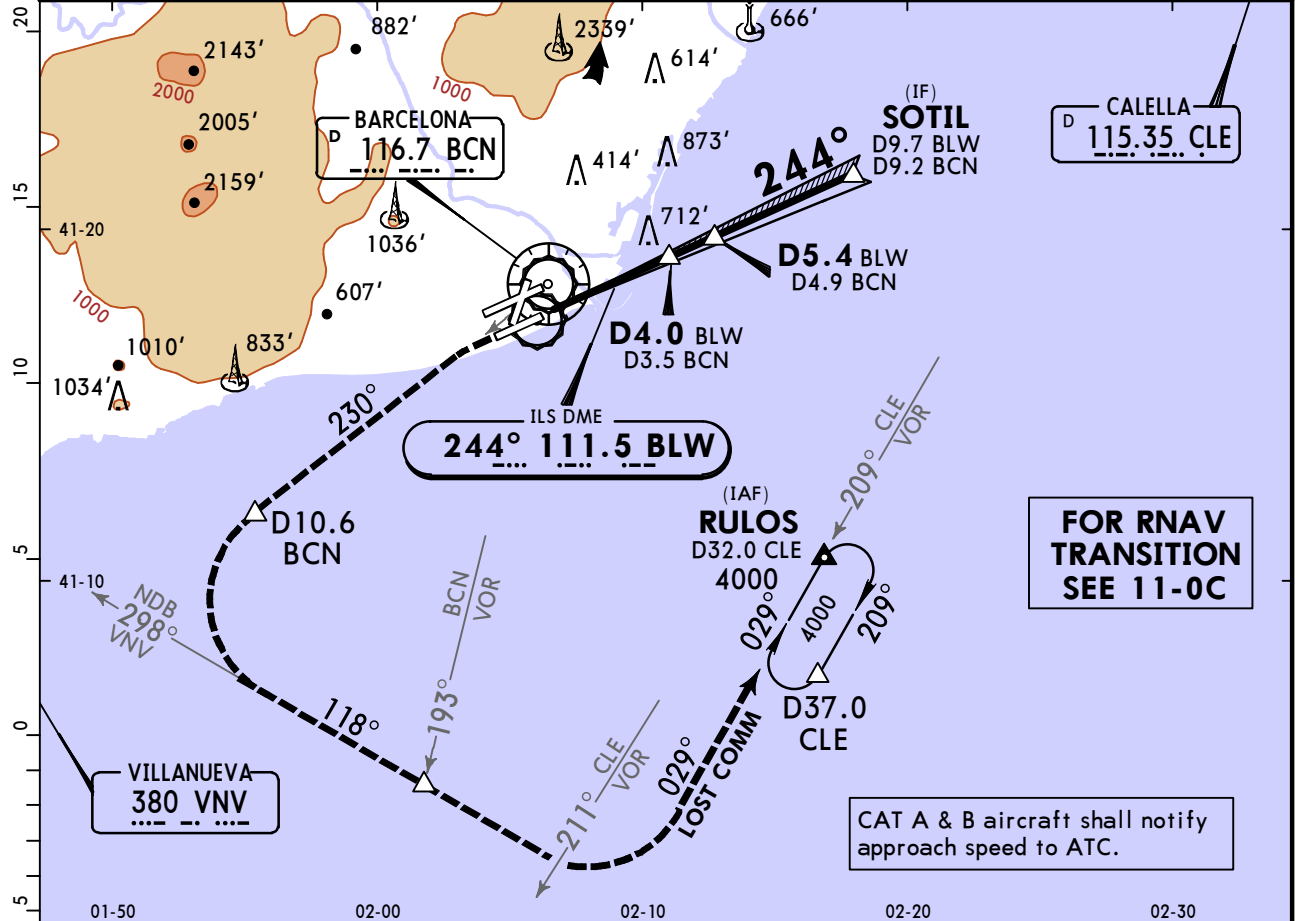 20
882'
2339'
666'
2143'
2000
614'
1000
(IF)
SOTIL
D9.7 BLW
D9.2 BCN
CALELLA
D 115.35 CLE
2005'
BARCELONA
D 116.7 BCN
873'
414'
244°
2159'
15
41-20
1036'
712'
D5.4 BLW
D4.9 BCN
1000
607'
D4.0 BLW
D3.5 BCN
1010'
833'
1034'
10
230°
ILS DME
244° 111.5 BLW
209° CLE VOR
(IAF)
RULOS
D32.0 CLE
4000
FOR RNAV
TRANSITION
SEE 11-0C
D10.6
BCN
5
41-10
NDB
298°
VNV
BCN
VOR
193°
029°
4000
209°
D37.0
CLE
118°
0
VILLANUEVA
380 VNV
211° CLE VOR
029°
LOST COMM
CAT A & B aircraft shall notify
approach speed to ATC.
5
01-50
02-00
02-10
02-20
02-30